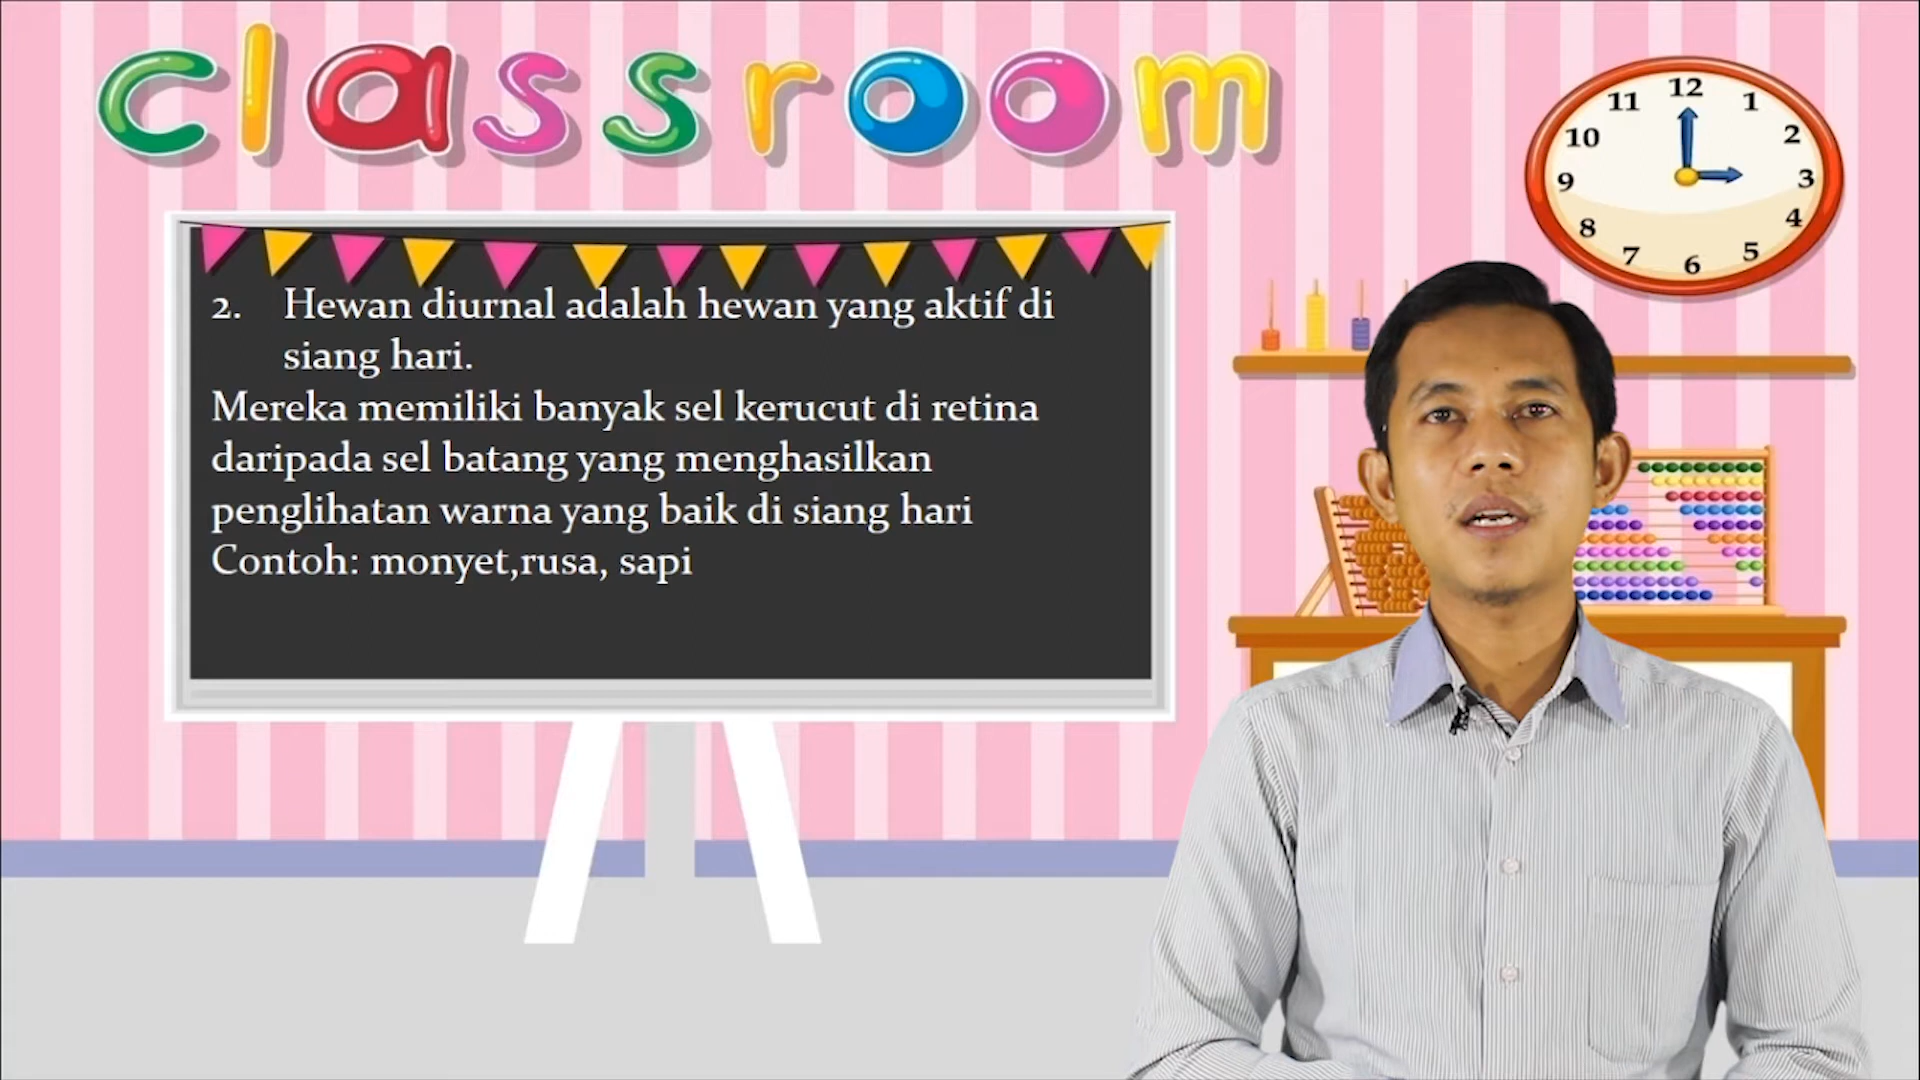 classroom
12
11 1
10 2
9 3
8 4
7 5
6
2. Hewan diurnal adalah hewan yang aktif di
siang hari.
Mereka memiliki banyak sel kerucut di retina
daripada sel batang yang menghasilkan
penglihatan warna yang baik di siang hari
Contoh: monyet,rusa, sapi